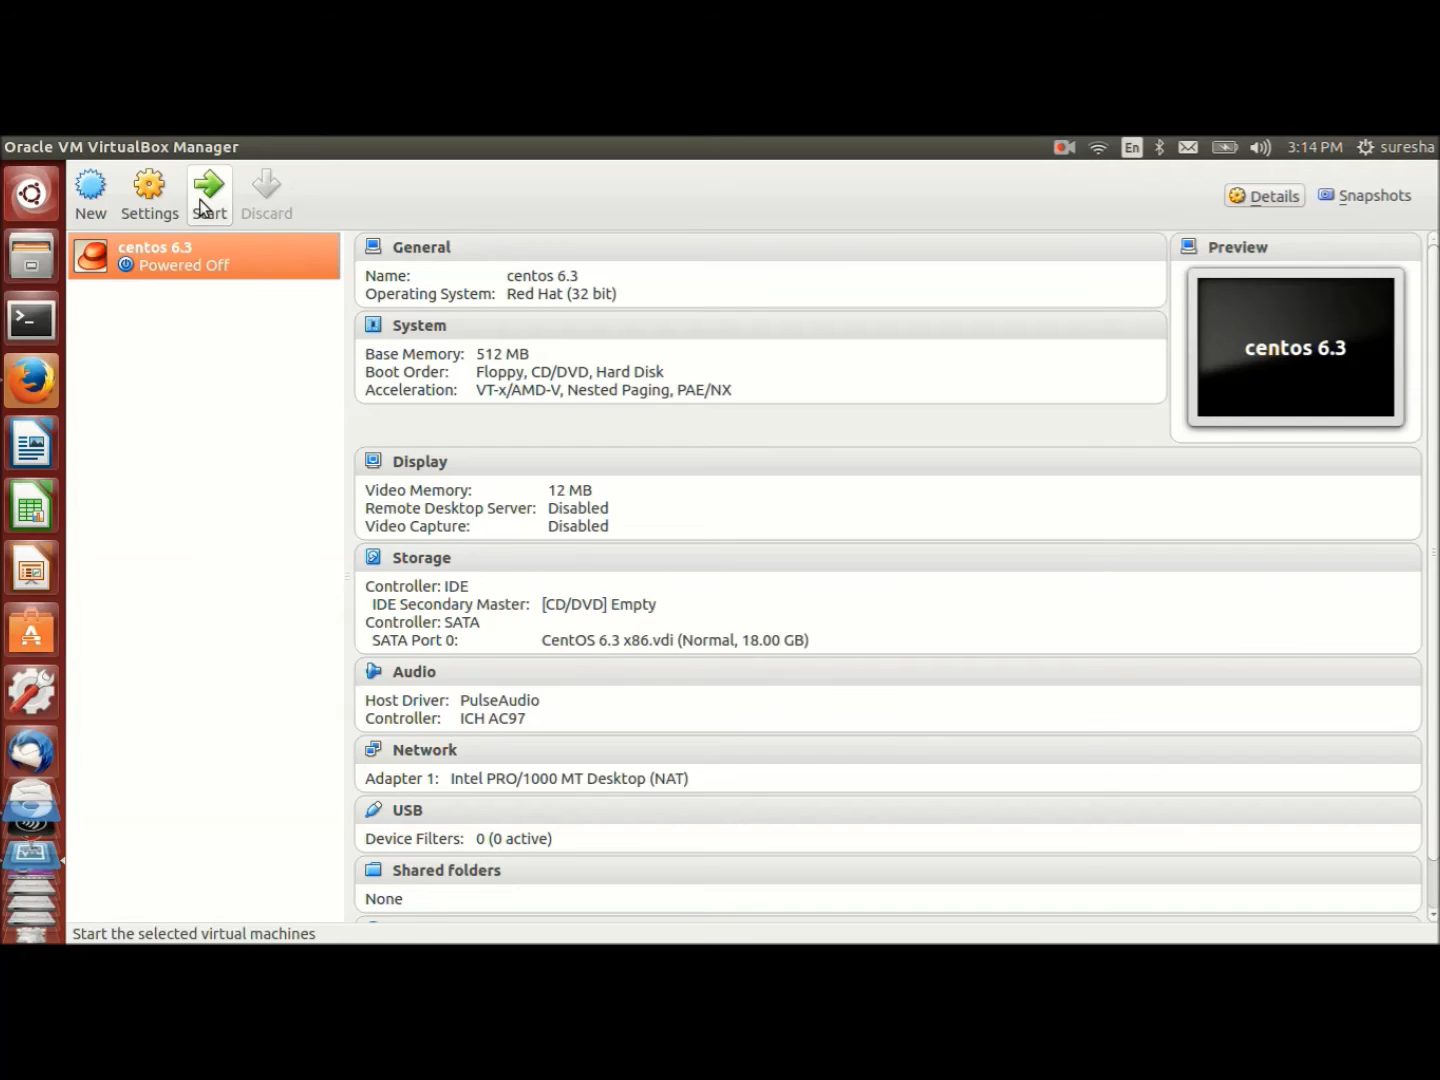 Oracle VM VirtualBox Manager
En
3:14 PM
suresha
New
Settings
Start
Discard
Details
Snapshots
centos 6.3
Powered Off
General
Name: centos 6.3
Operating System: Red Hat (32 bit)
System
Base Memory: 512 MB
Boot Order: Floppy, CD/DVD, Hard Disk
Acceleration: VT-x/AMD-V, Nested Paging, PAE/NX
Preview
centos 6.3
Display
Video Memory: 12 MB
Remote Desktop Server: Disabled
Video Capture: Disabled
Storage
Controller: IDE
IDE Secondary Master: [CD/DVD] Empty
Controller: SATA
SATA Port 0: CentOS 6.3 x86.vdi (Normal, 18.00 GB)
Audio
Host Driver: PulseAudio
Controller: ICH AC97
Network
Adapter 1: Intel PRO/1000 MT Desktop (NAT)
USB
Device Filters: 0 (0 active)
Shared folders
None
Start the selected virtual machines